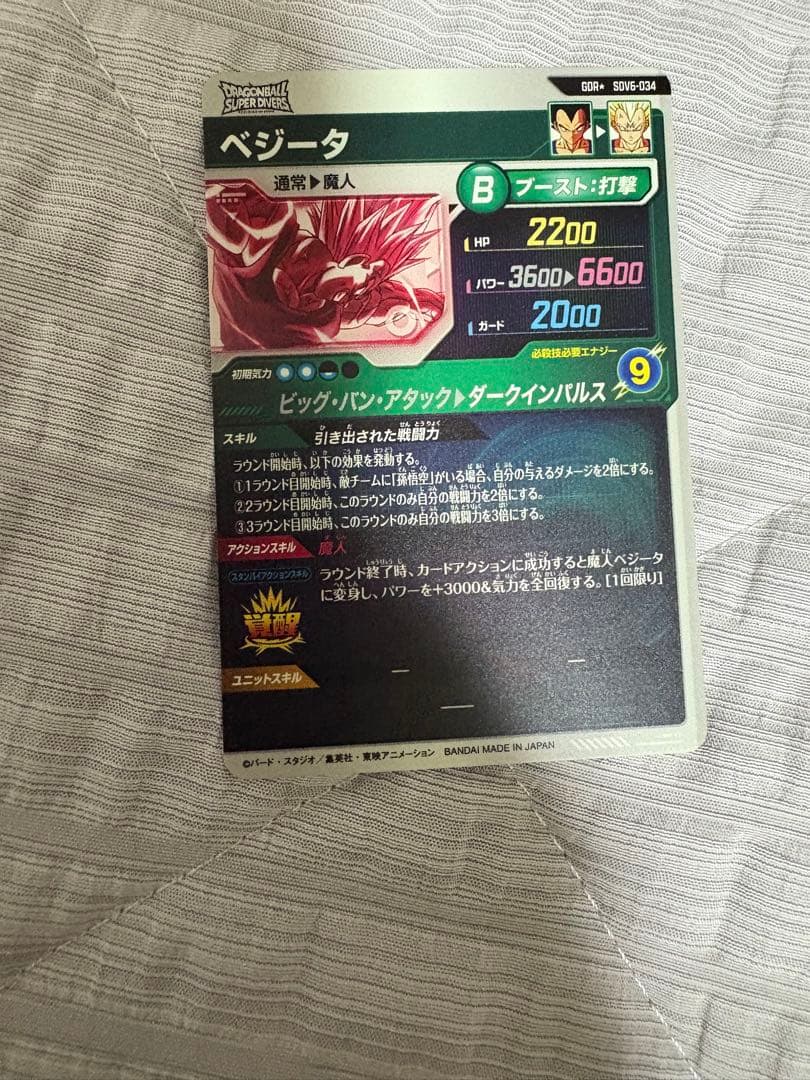 DRAGONBALL
SUPER DIVERS
GDR★ SDV6-034
ベジータ
通常▶魔人
B ブースト:打撃
HP 2200
パワー 3600▶6600
ガード 2000
必殺技必要エナジー
9
初期気力
ビッグ・バン・アタック▶ダークインパルス
スキル 引き出された戦闘力
ラウンド開始時、以下の効果を発動する。
①1ラウンド目開始時、敵チームに「孫悟空」がいる場合、自分の与えるダメージを2倍にする。
②2ラウンド目開始時、このラウンドのみ自分の戦闘力を2倍にする。
③3ラウンド目開始時、このラウンドのみ自分の戦闘力を3倍にする。
アクションスキル 魔人
スタンバイアクションスキル
ラウンド終了時、カードアクションに成功すると魔人ベジータ
に変身し、パワーを+3000&気力を全回復する。[1回限り]
覚醒
ユニットスキル
©バード・スタジオ/集英社・東映アニメーション BANDAI MADE IN JAPAN